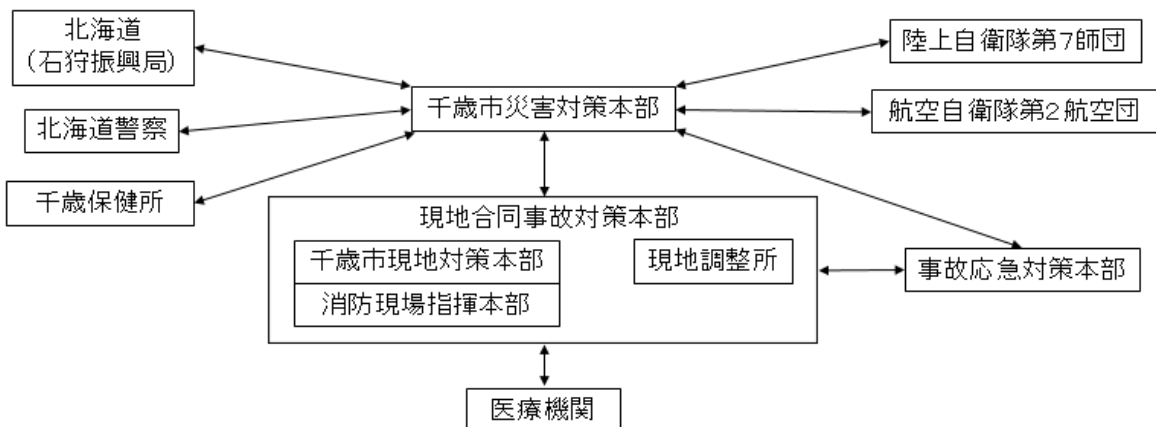 北海道
(石狩振興局)
陸上自衛隊第7師団
千歳市災害対策本部
航空自衛隊第2航空団
北海道警察
千歳保健所
現地合同事故対策本部
千歳市現地対策本部
現地調整所
消防現場指揮本部
事故応急対策本部
医療機関